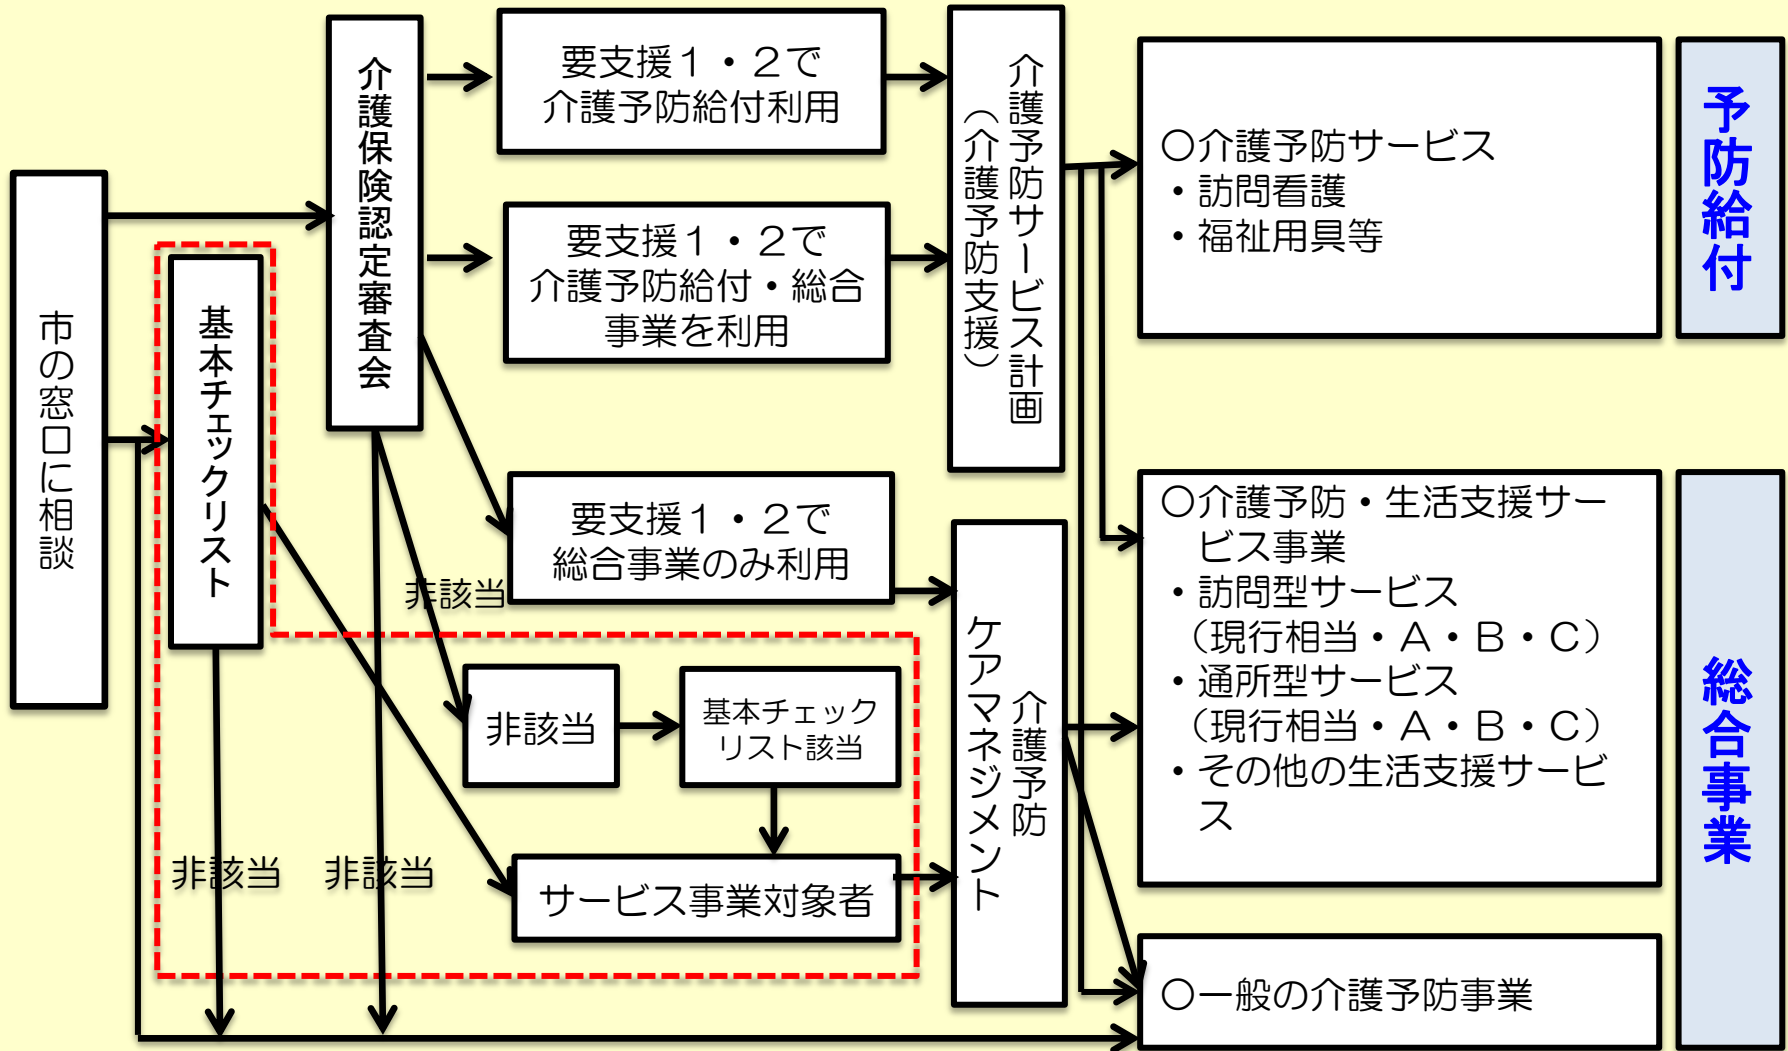 市の窓口に相談
基本チェックリスト
介護保険認定審査会
要支援１・２で
介護予防給付利用
要支援１・２で
介護予防給付・総合
事業を利用
要支援１・２で
総合事業のみ利用
非該当
非該当
基本チェック
リスト該当
非該当
非該当
サービス事業対象者
介護予防サービス計画
（介護予防支援）
介護予防
ケアマネジメント
〇介護予防サービス
・訪問看護
・福祉用具等
予防給付
〇介護予防・生活支援サー
ビス事業
・訪問型サービス
（現行相当・Ａ・Ｂ・Ｃ）
・通所型サービス
（現行相当・Ａ・Ｂ・Ｃ）
・その他の生活支援サービ
ス
〇一般の介護予防事業
総合事業